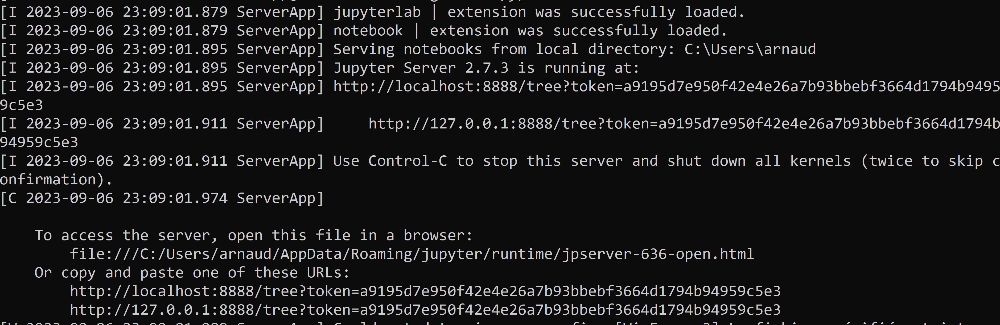 [I 2023-09-06 23:09:01.879 ServerApp] jupyterlab | extension was successfully loaded.
[I 2023-09-06 23:09:01.879 ServerApp] notebook | extension was successfully loaded.
[I 2023-09-06 23:09:01.895 ServerApp] Serving notebooks from local directory: C:\Users\arnaud
[I 2023-09-06 23:09:01.895 ServerApp] Jupyter Server 2.7.3 is running at:
[I 2023-09-06 23:09:01.895 ServerApp] http://localhost:8888/tree?token=a9195d7e950f42e4e26a7b93bbebf3664d1794b9495
9c5e3
[I 2023-09-06 23:09:01.911 ServerApp]     http://127.0.0.1:8888/tree?token=a9195d7e950f42e4e26a7b93bbebf3664d1794b
94959c5e3
[I 2023-09-06 23:09:01.911 ServerApp] Use Control-C to stop this server and shut down all kernels (twice to skip c
onfirmation).
[C 2023-09-06 23:09:01.974 ServerApp]
    To access the server, open this file in a browser:
        file:///C:/Users/arnaud/AppData/Roaming/jupyter/runtime/jpserver-636-open.html
    Or copy and paste one of these URLs:
        http://localhost:8888/tree?token=a9195d7e950f42e4e26a7b93bbebf3664d1794b94959c5e3
        http://127.0.0.1:8888/tree?token=a9195d7e950f42e4e26a7b93bbebf3664d1794b94959c5e3